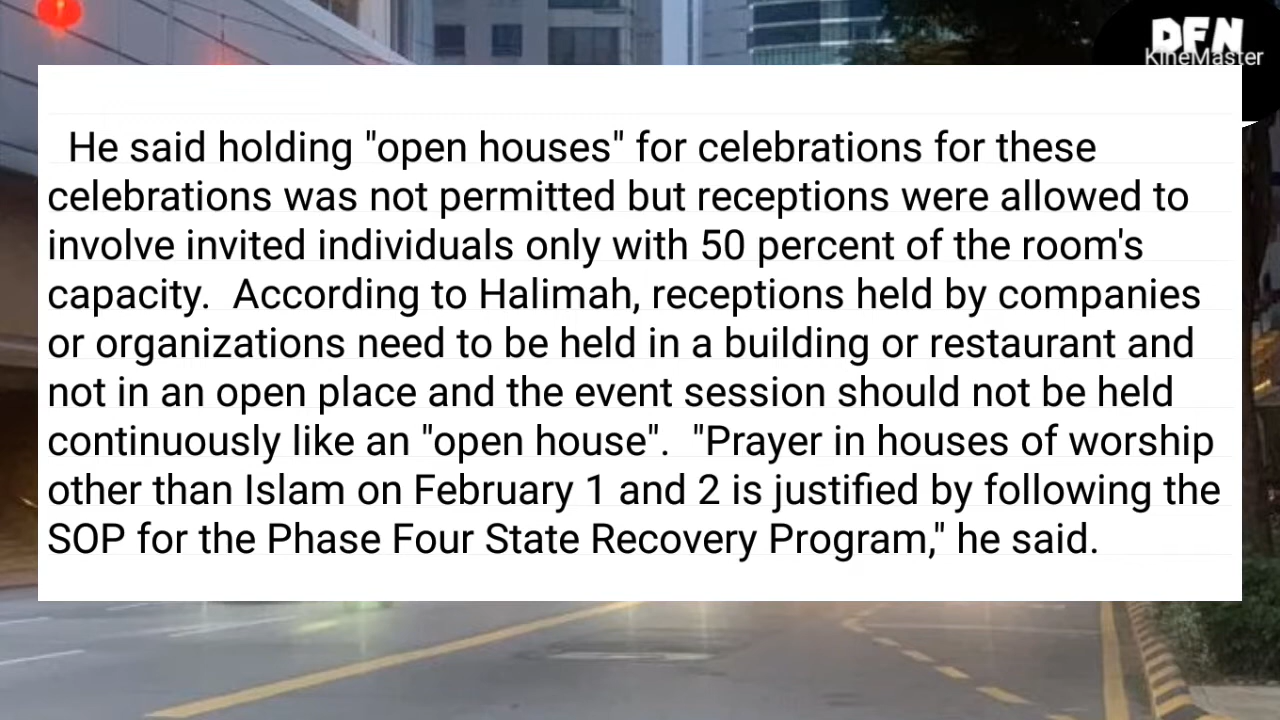 DFN
KineMaster
He said holding "open houses" for celebrations for these
celebrations was not permitted but receptions were allowed to
involve invited individuals only with 50 percent of the room's
capacity.  According to Halimah, receptions held by companies
or organizations need to be held in a building or restaurant and
not in an open place and the event session should not be held
continuously like an "open house".  "Prayer in houses of worship
other than Islam on February 1 and 2 is justified by following the
SOP for the Phase Four State Recovery Program," he said.